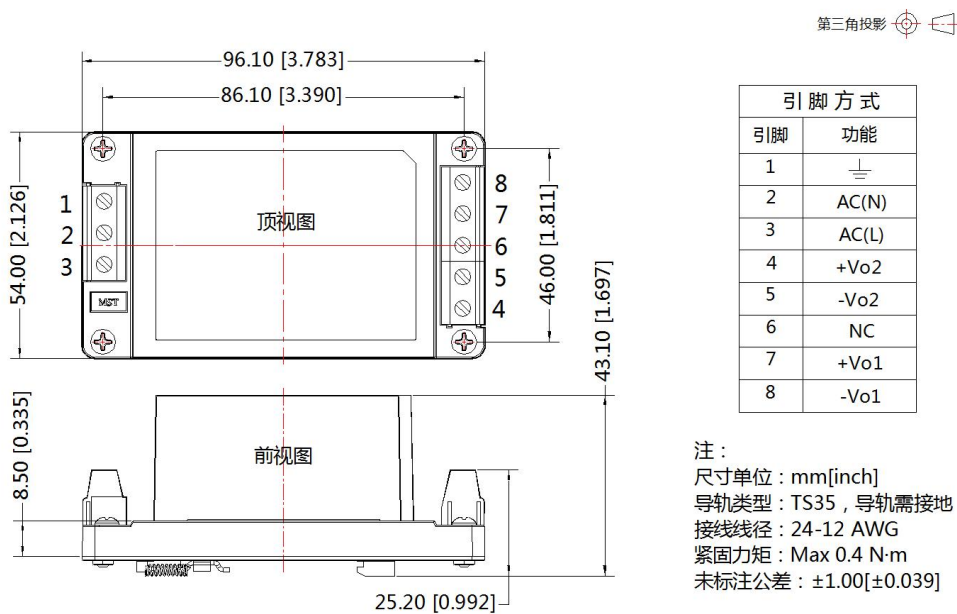 第三角投影
96.10 [3.783]
86.10 [3.390]
54.00 [2.126]
1
2
3
MST
顶视图
8
7
6
5
4
46.00 [1.811]
43.10 [1.697]
8.50 [0.335]
前视图
25.20 [0.992]
引脚方式
引脚 功能
1
2 AC(N)
3 AC(L)
4 +Vo2
5 -Vo2
6 NC
7 +Vo1
8 -Vo1
注：
尺寸单位：mm[inch]
导轨类型：TS35，导轨需接地
接线线径：24-12 AWG
紧固力矩：Max 0.4 N·m
未标注公差：±1.00[±0.039]